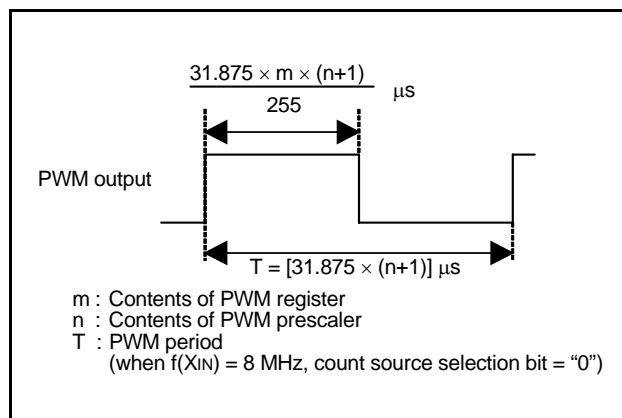 31.875 × m × (n+1)
255
μs
PWM output
T = [31.875 × (n+1)] μs
m : Contents of PWM register
n : Contents of PWM prescaler
T : PWM period
(when f(XIN) = 8 MHz, count source selection bit = “0”)